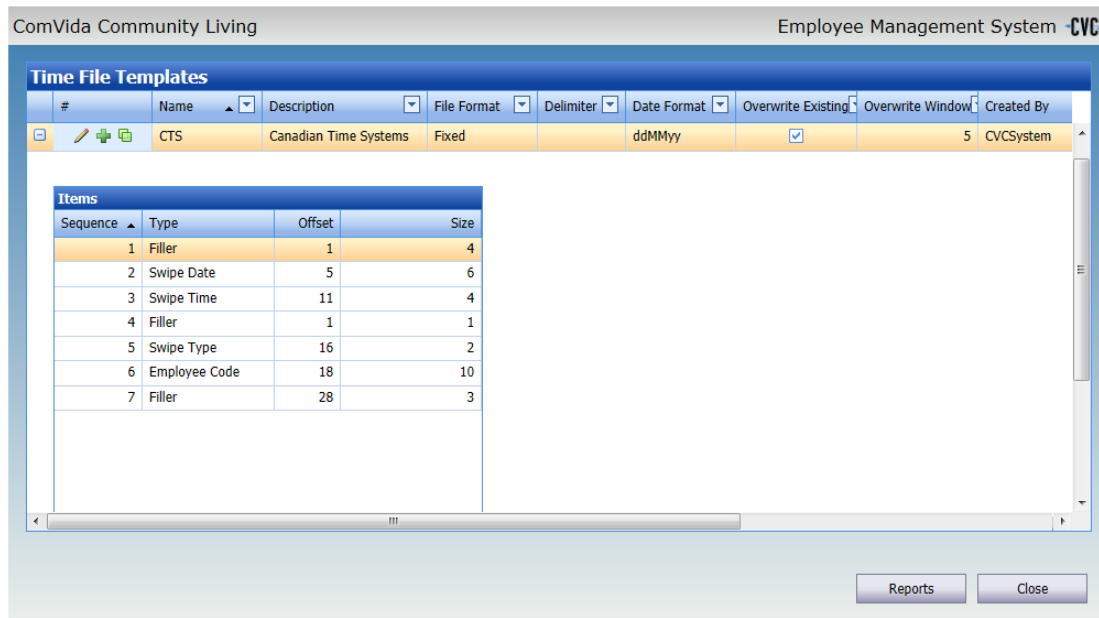 ComVida Community Living Employee Management System CVC
Time File Templates
# Name Description File Format Delimiter Date Format Overwrite Existing Overwrite Window Created By
CTS Canadian Time Systems Fixed ddMMyy 5 CVCSystem
Items
Sequence Type Offset Size
1 Filler 1 4
2 Swipe Date 5 6
3 Swipe Time 11 4
4 Filler 1 1
5 Swipe Type 16 2
6 Employee Code 18 10
7 Filler 28 3
Reports Close